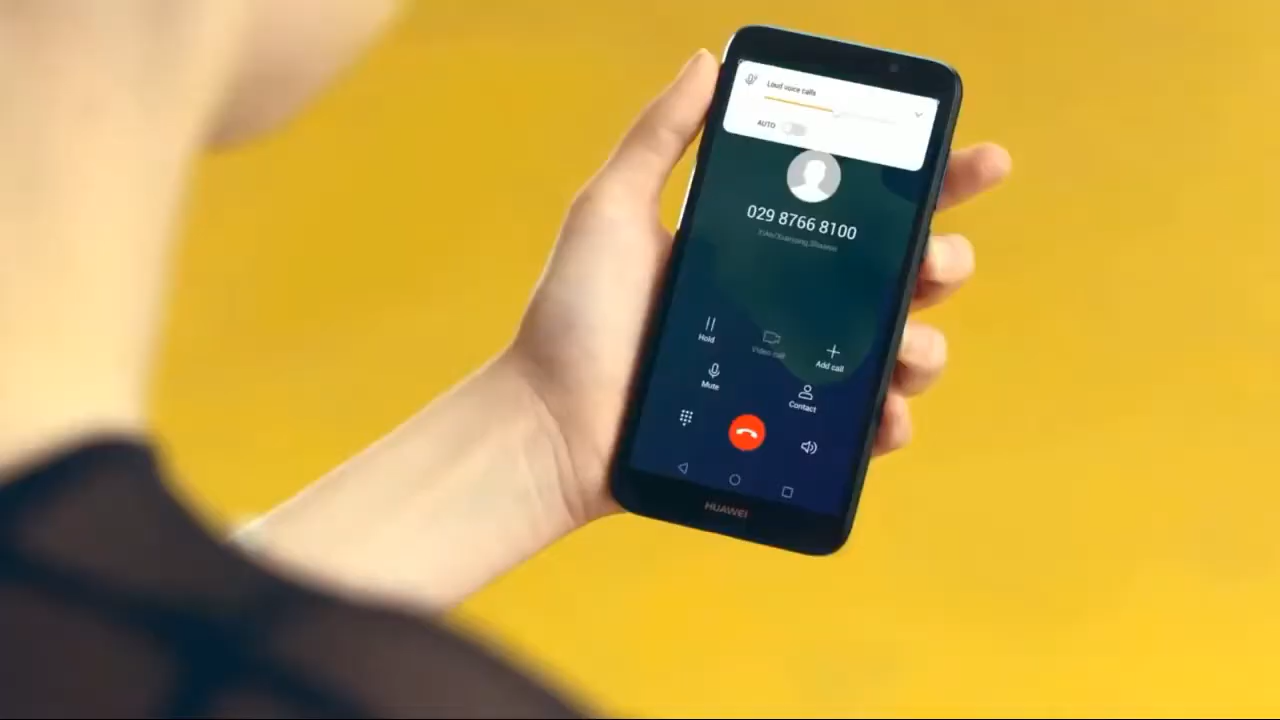 Loud voice calls
AUTO
029 8766 8100
Hold
Video call
Add call
Mute
Contact
HUAWEI